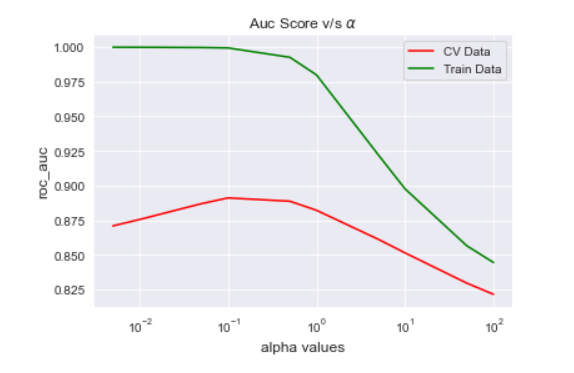 Auc Score v/s α
CV Data
Train Data
roc_auc
1.000
0.975
0.950
0.925
0.900
0.875
0.850
0.825
10⁻² 10⁻¹ 10⁰ 10¹ 10²
alpha values